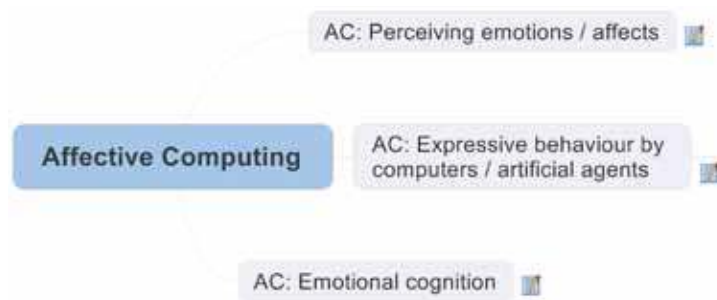 AC: Perceiving emotions / affects
Affective Computing
AC: Expressive behaviour by
computers / artificial agents
AC: Emotional cognition